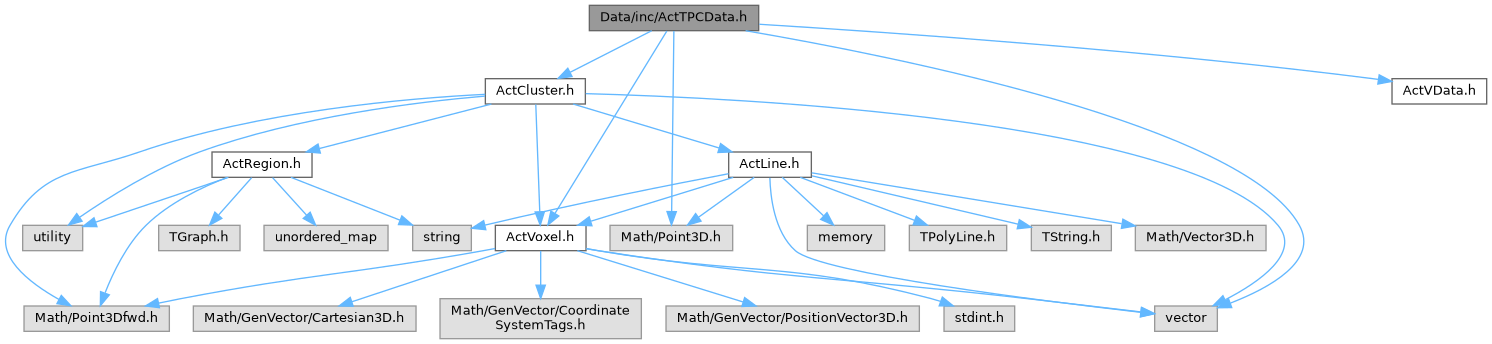 Data/inc/ActTPCData.h
ActCluster.h
ActVData.h
ActRegion.h
ActLine.h
utility
TGraph.h
unordered_map
string
ActVoxel.h
Math/Point3D.h
memory
TPolyLine.h
TString.h
Math/Vector3D.h
Math/Point3Dfwd.h
Math/GenVector/Cartesian3D.h
Math/GenVector/Coordinate
SystemTags.h
Math/GenVector/PositionVector3D.h
stdint.h
vector